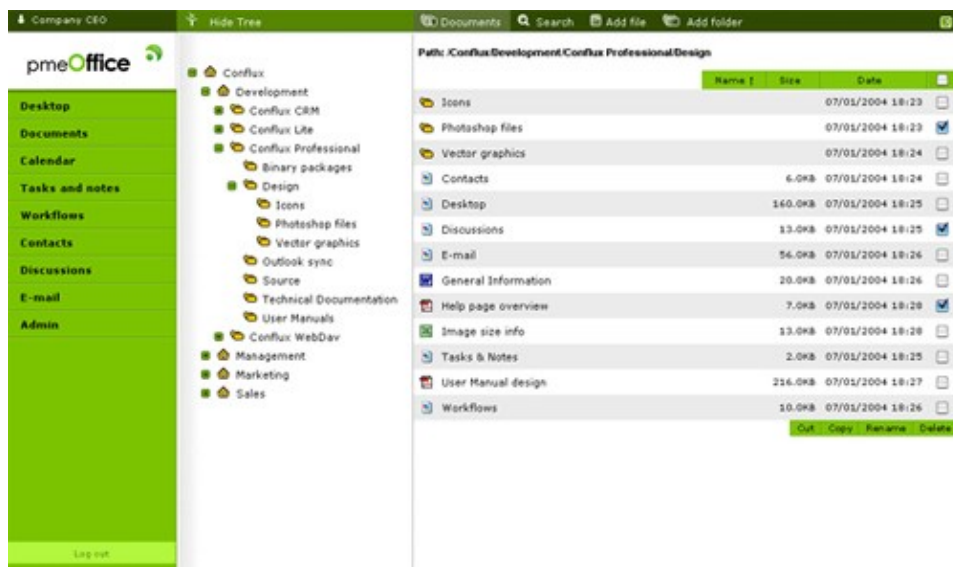 Company CEO
Hide Tree
Documents Search Add file Add folder
pmeOffice
Desktop
Documents
Calendar
Tasks and notes
Workflows
Contacts
Discussions
E-mail
Admin
Log out
Conflux
Development
Conflux CRM
Conflux Lite
Conflux Professional
Binary packages
Design
Icons
Photoshop files
Vector graphics
Outlook sync
Source
Technical Documentation
User Manuals
Conflux WebDav
Management
Marketing
Sales
Path: /Conflux/Development/Conflux Professional/Design
Name Size Date
Icons 07/01/2004 18:23
Photoshop files 07/01/2004 18:23
Vector graphics 07/01/2004 18:24
Contacts 6.0KB 07/01/2004 18:24
Desktop 160.0KB 07/01/2004 18:25
Discussions 13.0KB 07/01/2004 18:25
E-mail 56.0KB 07/01/2004 18:26
General Information 20.0KB 07/01/2004 18:26
Help page overview 7.0KB 07/01/2004 18:28
Image size info 13.0KB 07/01/2004 18:28
Tasks & Notes 2.0KB 07/01/2004 18:25
User Manual design 216.0KB 07/01/2004 18:27
Workflows 10.0KB 07/01/2004 18:26
Cut Copy Rename Delete